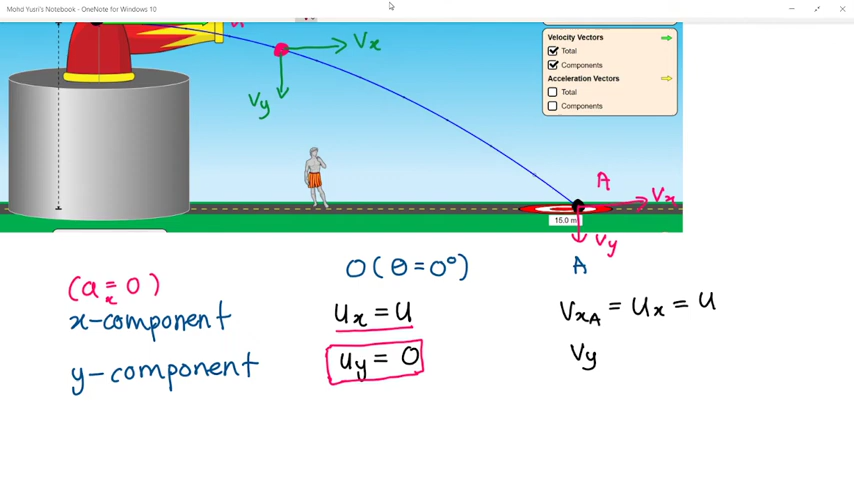 Mohd Yusri's Notebook - OneNote for Windows 10
Velocity Vectors
Total
Components
Acceleration Vectors
Total
Components
Vx
Vy
A
Vx
15.0 m
Vy
O (θ = 0°)
A
(ax = 0)
x-component
ux = u
VxA = ux = u
y-component
uy = 0
Vy